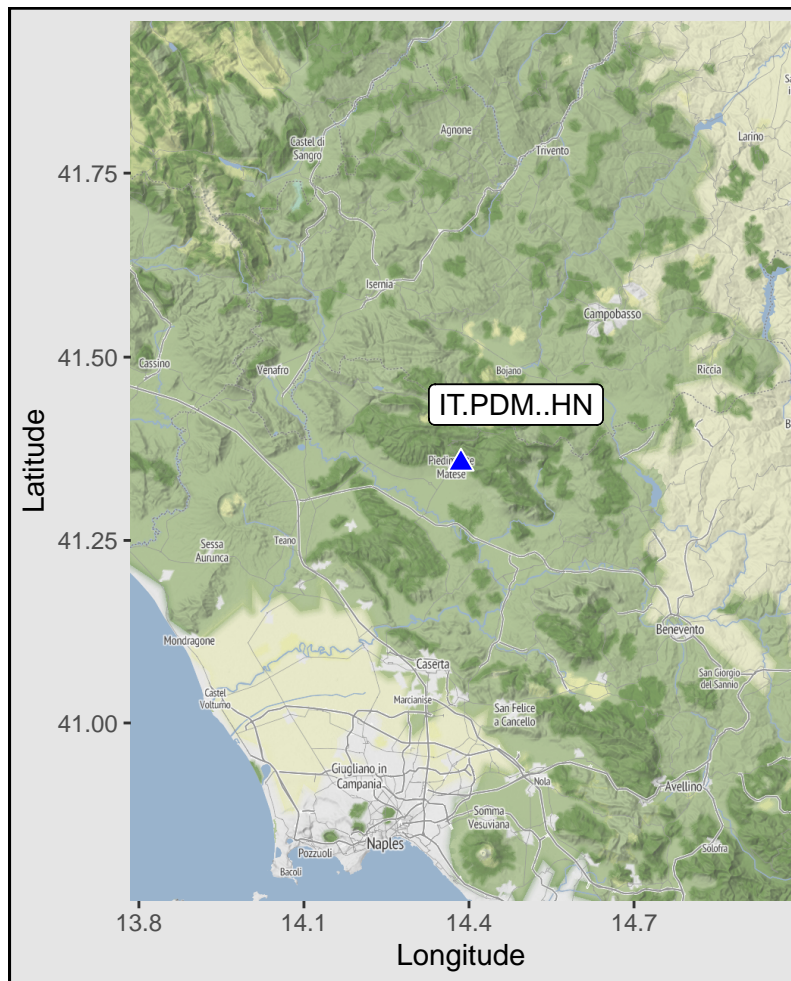 Agnone
Larino
Castel di
Sangro
Trivento
41.75
Isernia
Campobasso
41.50
Cassino
Venafro
Bojano
Riccia
IT.PDM..HN
Latitude
Matese
41.25
Sessa
Aurunca
Teano
Benevento
Mondragone
Caserta
San Giorgio
del Sannio
Castel
Volturno
Marcianise
San Felice
a Cancello
41.00
Giugliano in
Campania
Nola
Avellino
Somma
Vesuviana
Naples
Solofra
Pozzuoli
Bacoli
13.8
14.1
14.4
14.7
Longitude